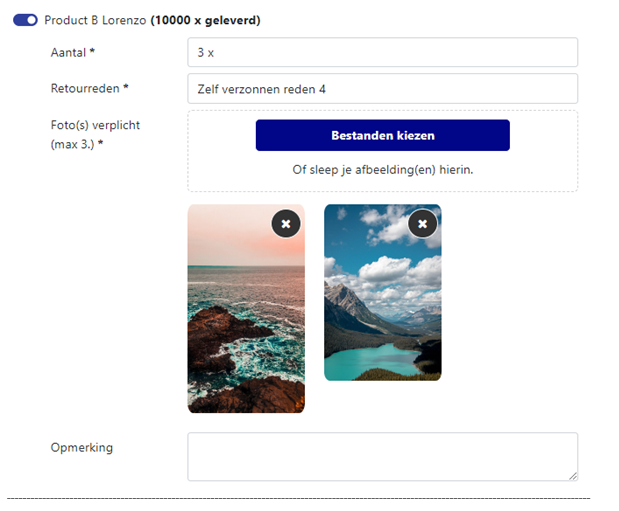 Product B Lorenzo (10000 x geleverd)
Aantal *
3 x
Retourreden *
Zelf verzonnen reden 4
Foto(s) verplicht
(max 3.) *
Bestanden kiezen
Of sleep je afbeelding(en) hierin.
Opmerking